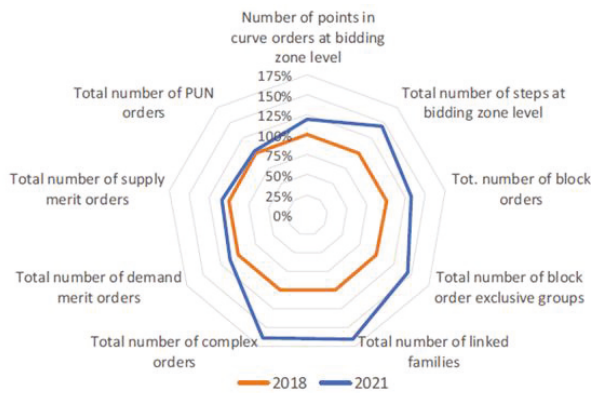 Number of points in
curve orders at bidding
zone level
175%
150%
125%
100%
75%
50%
25%
0%
Total number of steps at
bidding zone level
Tot. number of block
orders
Total number of block
order exclusive groups
Total number of linked
families
Total number of complex
orders
Total number of demand
merit orders
Total number of supply
merit orders
Total number of PUN
orders
2018
2021